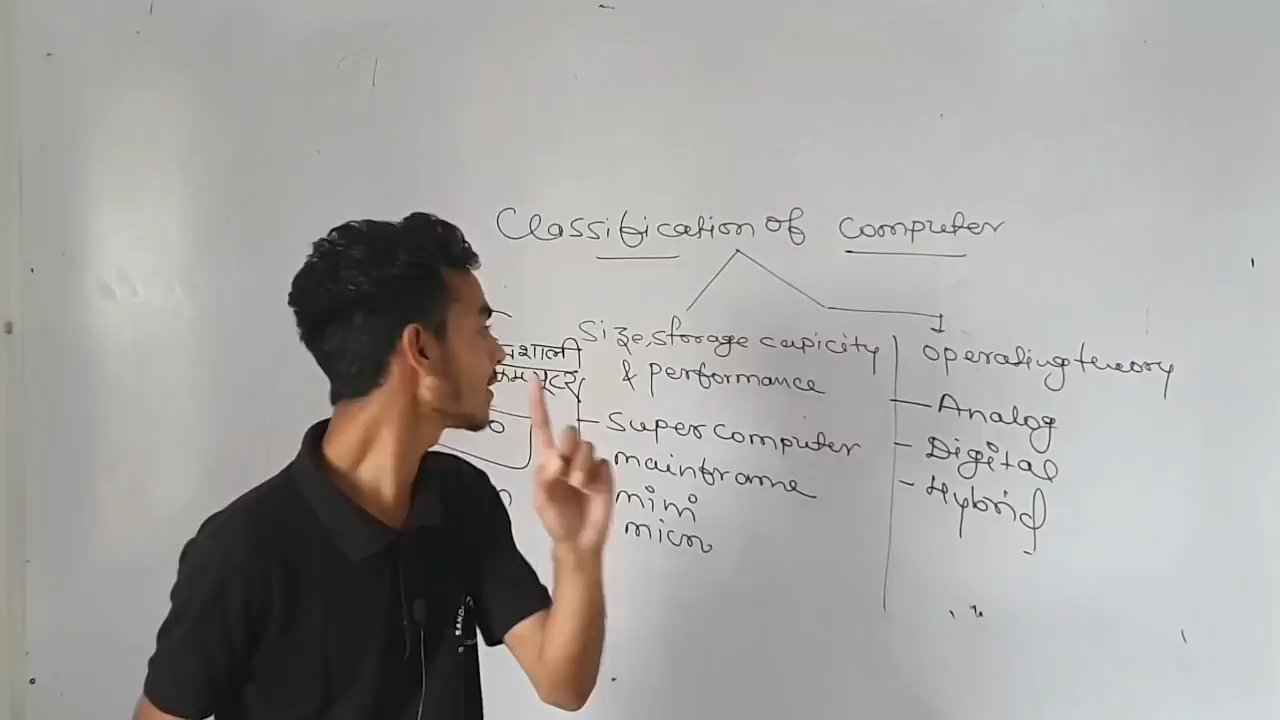 Classification of computer
Size, storage capicity
& performance
operating theory
शाली
super computer
mainframe
mini
micro
Analog
Digital
Hybrid